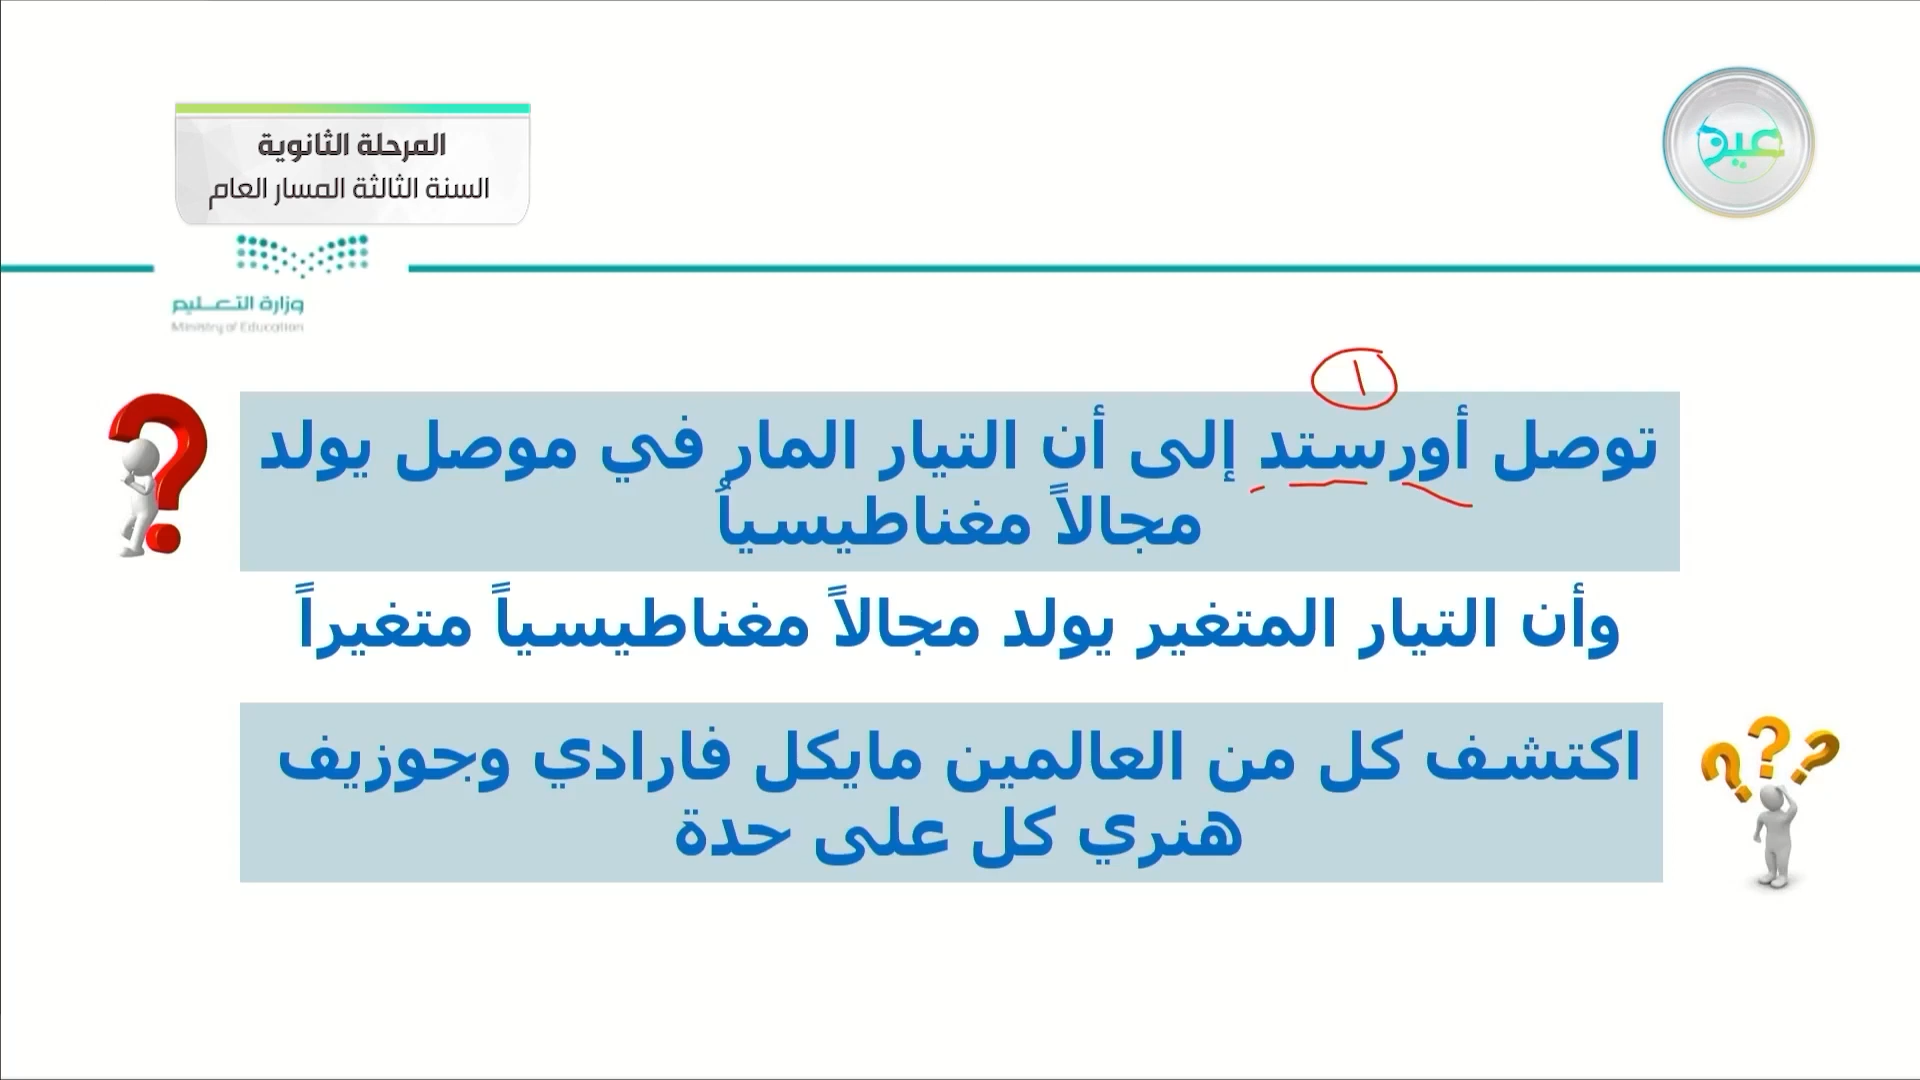 المرحلة الثانوية
السنة الثالثة المسار العام
عين
وزارة التعليم
Ministry of Education
١
توصل أورستد إلى أن التيار المار في موصل يولد
مجالاً مغناطيسياُ
وأن التيار المتغير يولد مجالاً مغناطيسياً متغيراً
اكتشف كل من العالمين مايكل فارادي وجوزيف
هنري كل على حدة